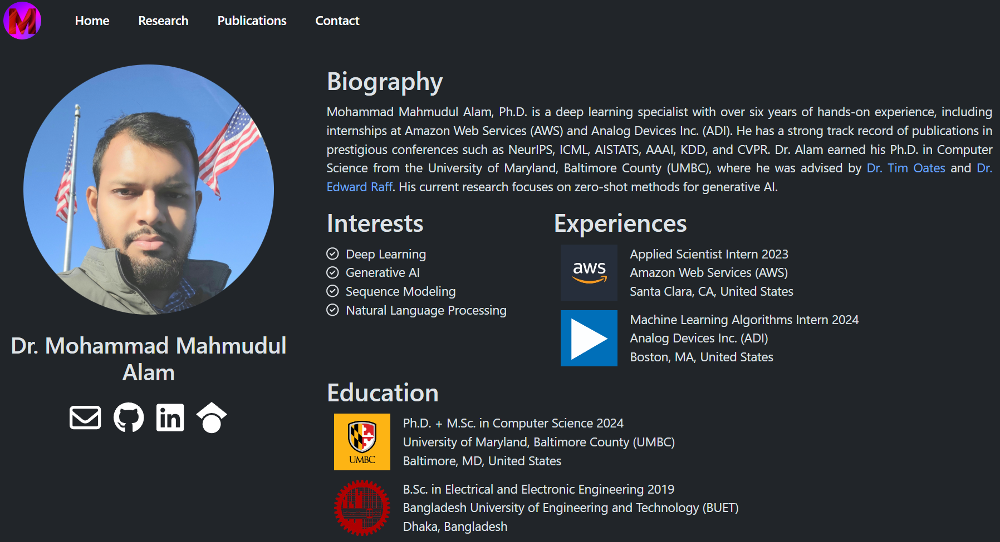 M
Home
Research
Publications
Contact
Biography
Mohammad Mahmudul Alam, Ph.D. is a deep learning specialist with over six years of hands-on experience, including
internships at Amazon Web Services (AWS) and Analog Devices Inc. (ADI). He has a strong track record of publications in
prestigious conferences such as NeurIPS, ICML, AISTATS, AAAI, KDD, and CVPR. Dr. Alam earned his Ph.D. in Computer
Science from the University of Maryland, Baltimore County (UMBC), where he was advised by Dr. Tim Oates and Dr.
Edward Raff. His current research focuses on zero-shot methods for generative AI.
Dr. Mohammad Mahmudul
Alam
in
Interests
Deep Learning
Generative AI
Sequence Modeling
Natural Language Processing
Experiences
aws
Applied Scientist Intern 2023
Amazon Web Services (AWS)
Santa Clara, CA, United States
Machine Learning Algorithms Intern 2024
Analog Devices Inc. (ADI)
Boston, MA, United States
Education
UMBC
Ph.D. + M.Sc. in Computer Science 2024
University of Maryland, Baltimore County (UMBC)
Baltimore, MD, United States
B.Sc. in Electrical and Electronic Engineering 2019
Bangladesh University of Engineering and Technology (BUET)
Dhaka, Bangladesh